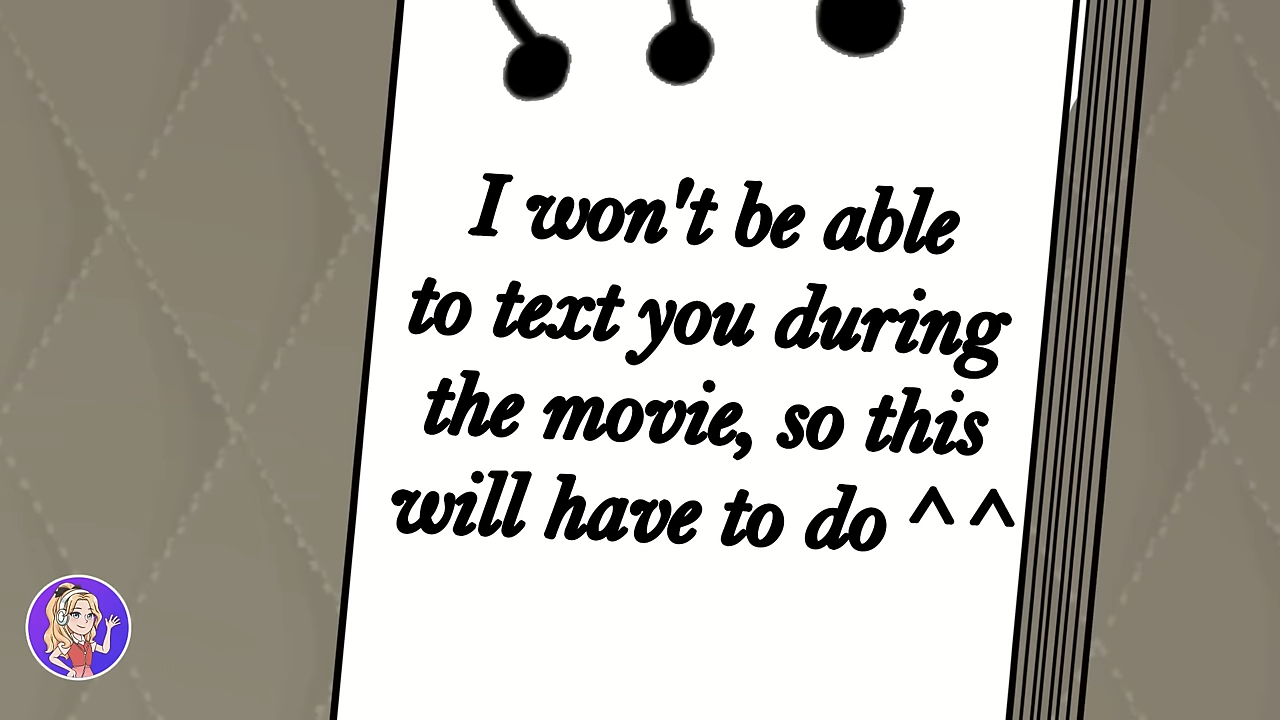 I won't be able
to text you during
the movie, so this
will have to do ^ ^